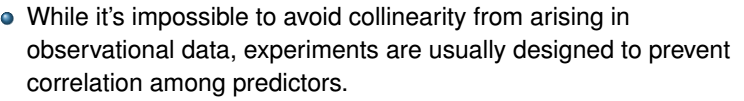 While it's impossible to avoid collinearity from arising in
observational data, experiments are usually designed to prevent
correlation among predictors.